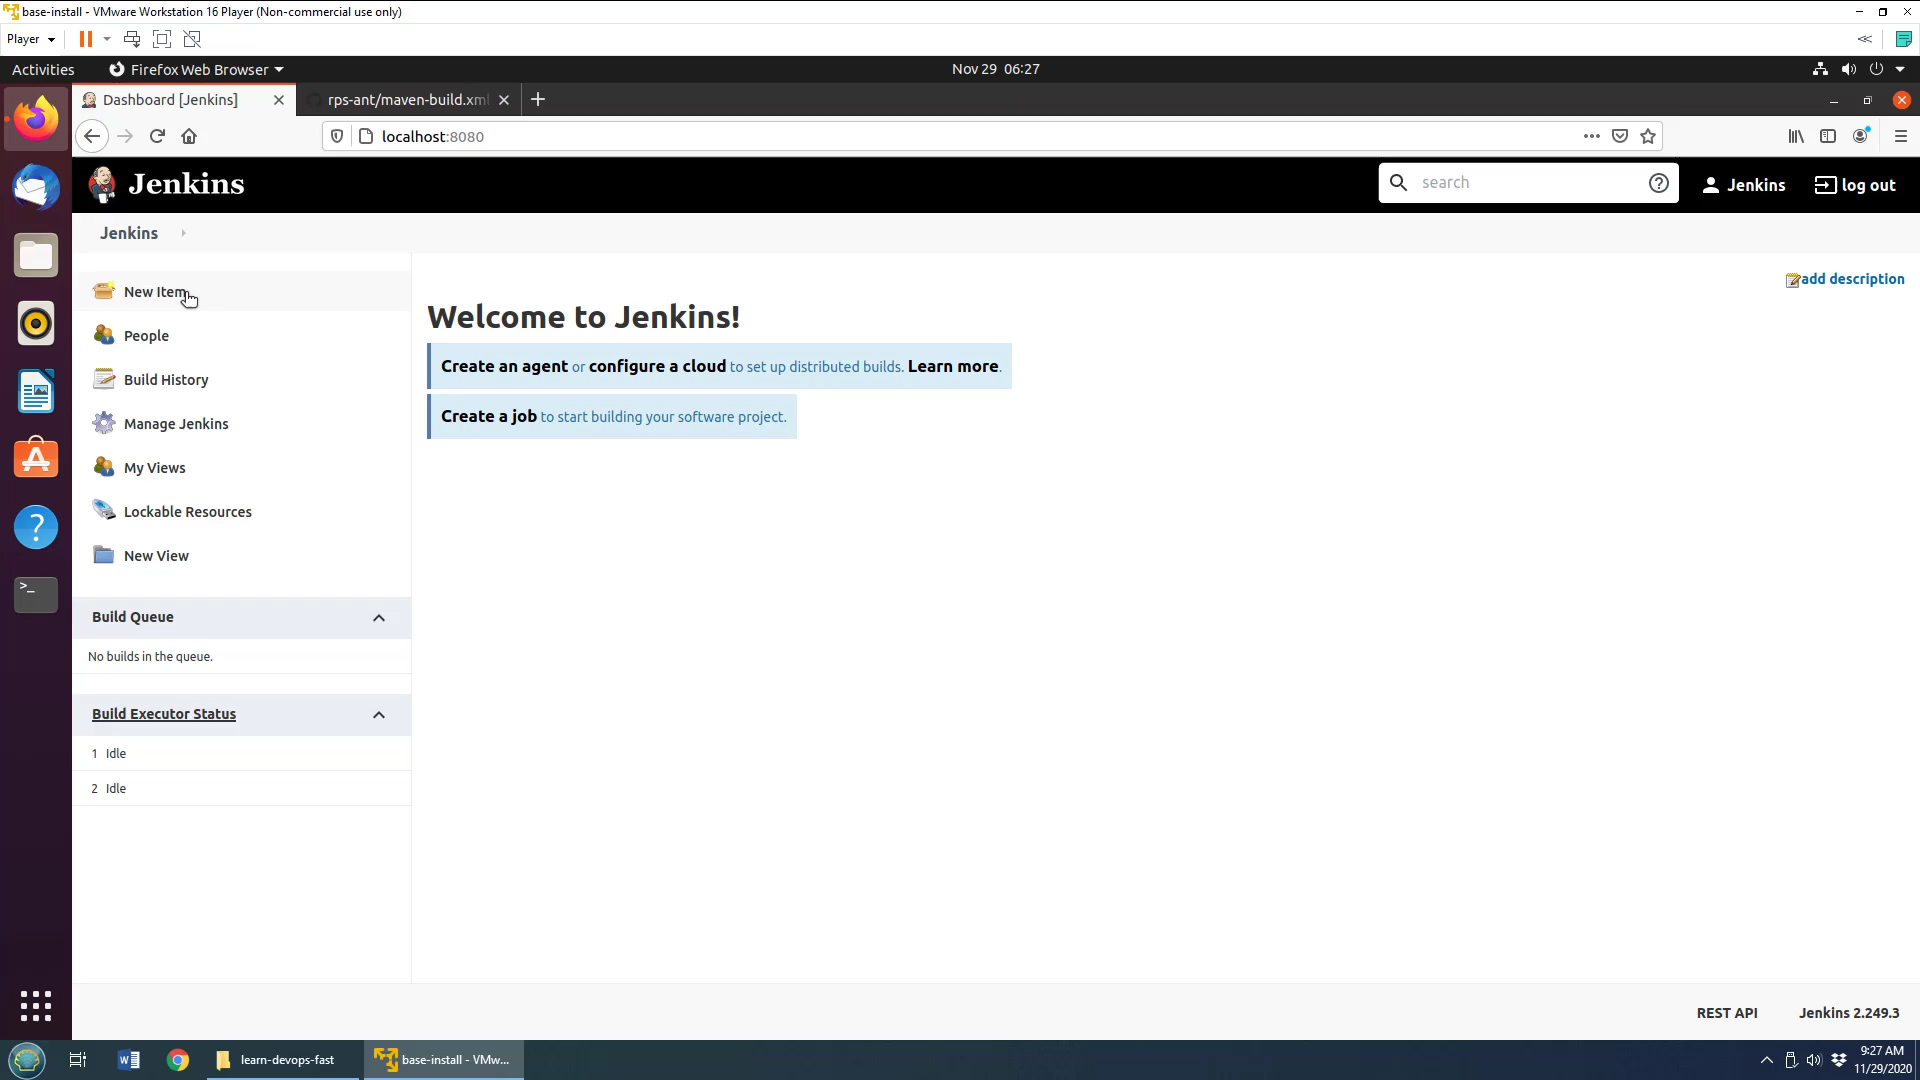 base-install - VMware Workstation 16 Player (Non-commercial use only)
Player
Activities
Firefox Web Browser
Nov 29 06:27
Dashboard [Jenkins]
rps-ant/maven-build.xml
localhost:8080
Jenkins
search
Jenkins
log out
Jenkins
New Item
People
Build History
Manage Jenkins
My Views
Lockable Resources
New View
Build Queue
No builds in the queue.
Build Executor Status
1 Idle
2 Idle
add description
Welcome to Jenkins!
Create an agent or configure a cloud to set up distributed builds. Learn more.
Create a job to start building your software project.
REST API
Jenkins 2.249.3
learn-devops-fast
base-install - VMw...
9:27 AM
11/29/2020